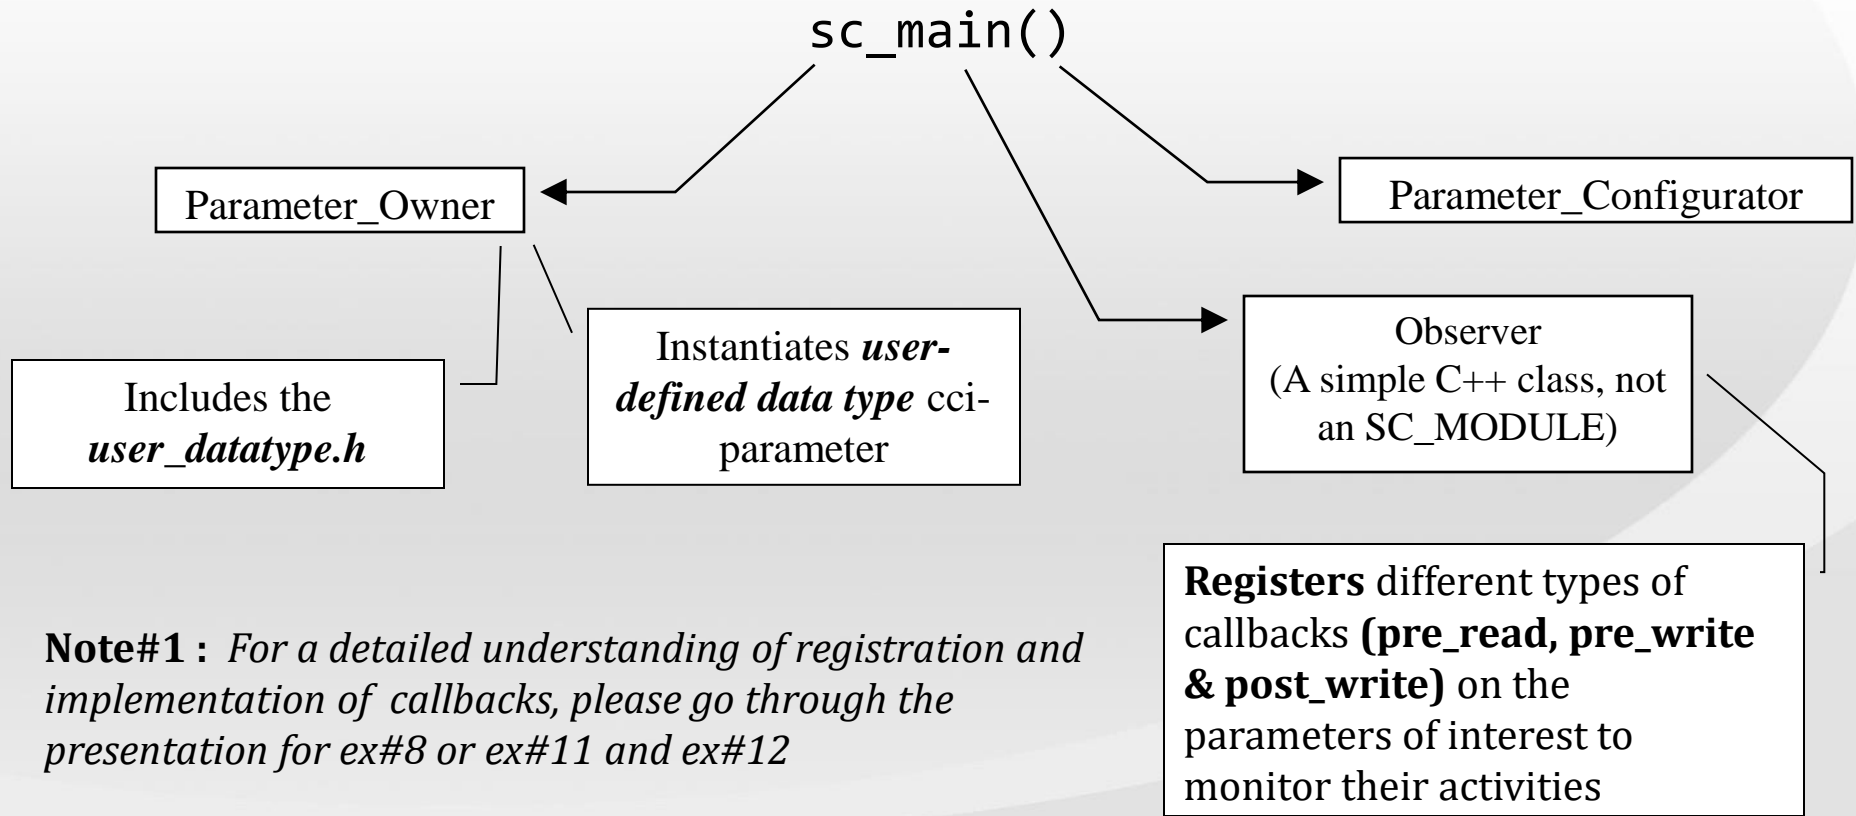 sc_main()
Parameter_Owner
Parameter_Configurator
Includes the
user_datatype.h
Instantiates user-
defined data type cci-
parameter
Observer
(A simple C++ class, not
an SC_MODULE)
Registers different types of
callbacks (pre_read, pre_write
& post_write) on the
parameters of interest to
monitor their activities
Note#1 : For a detailed understanding of registration and
implementation of callbacks, please go through the
presentation for ex#8 or ex#11 and ex#12